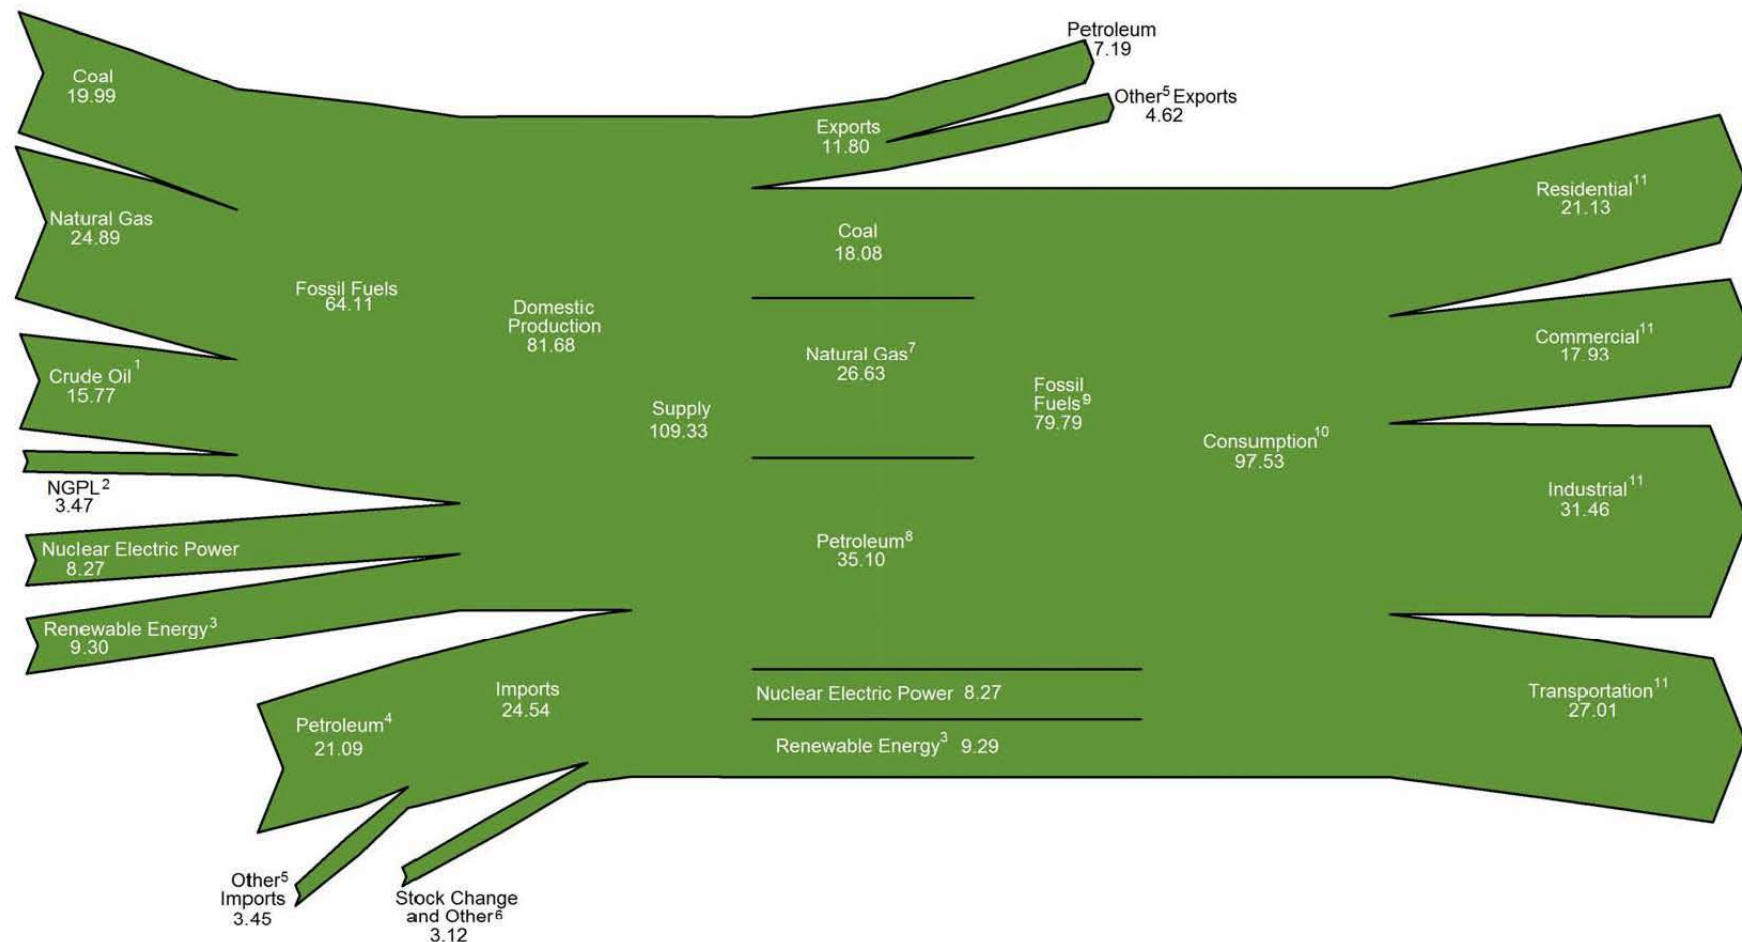 Petroleum
7.19
Coal
19.99
Other⁵ Exports
4.62
Exports
11.80
Residential¹¹
21.13
Natural Gas
24.89
Coal
18.08
Fossil Fuels
64.11
Domestic
Production
81.68
Commercial¹¹
17.93
Natural Gas⁷
26.63
Crude Oil¹
15.77
Fossil
Fuels⁹
79.79
Supply
109.33
Consumption¹⁰
97.53
NGPL²
3.47
Industrial¹¹
31.46
Nuclear Electric Power
8.27
Petroleum⁸
35.10
Renewable Energy³
9.30
Imports
24.54
Nuclear Electric Power 8.27
Transportation¹¹
27.01
Petroleum⁴
21.09
Renewable Energy³ 9.29
Other⁵
Imports
3.45
Stock Change
and Other⁶
3.12